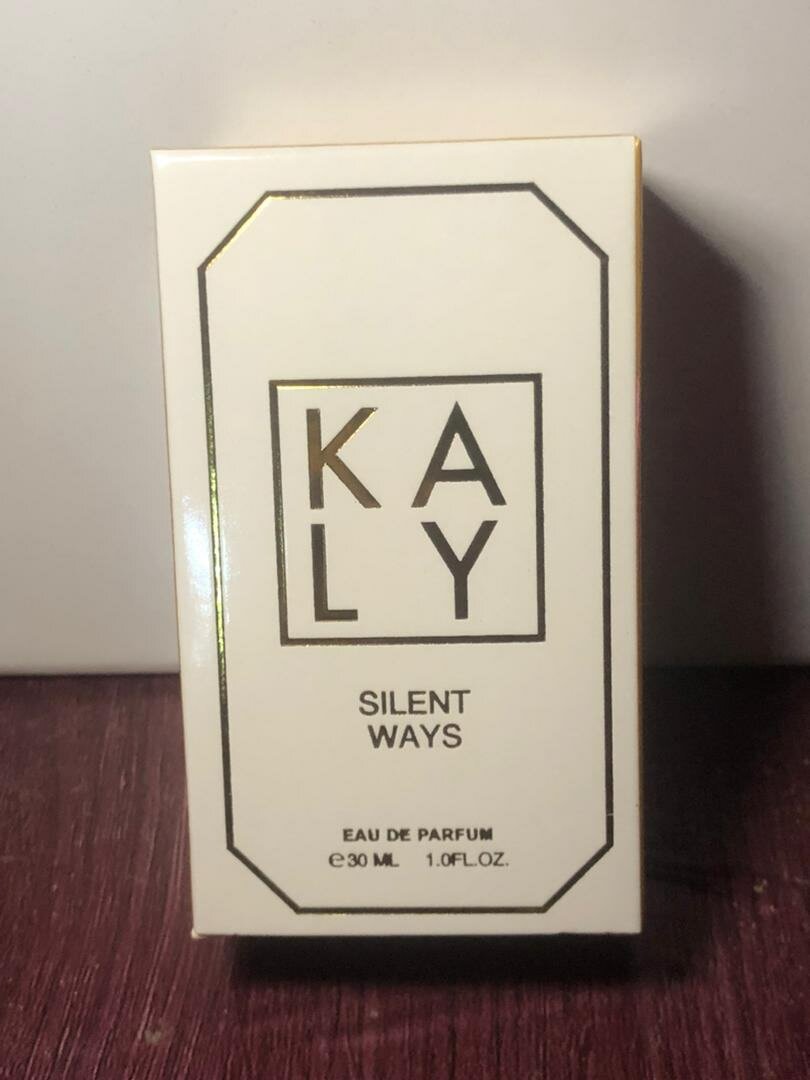 KA
LY
SILENT
WAYS
EAU DE PARFUM
℮30 ML 1.0FL.OZ.